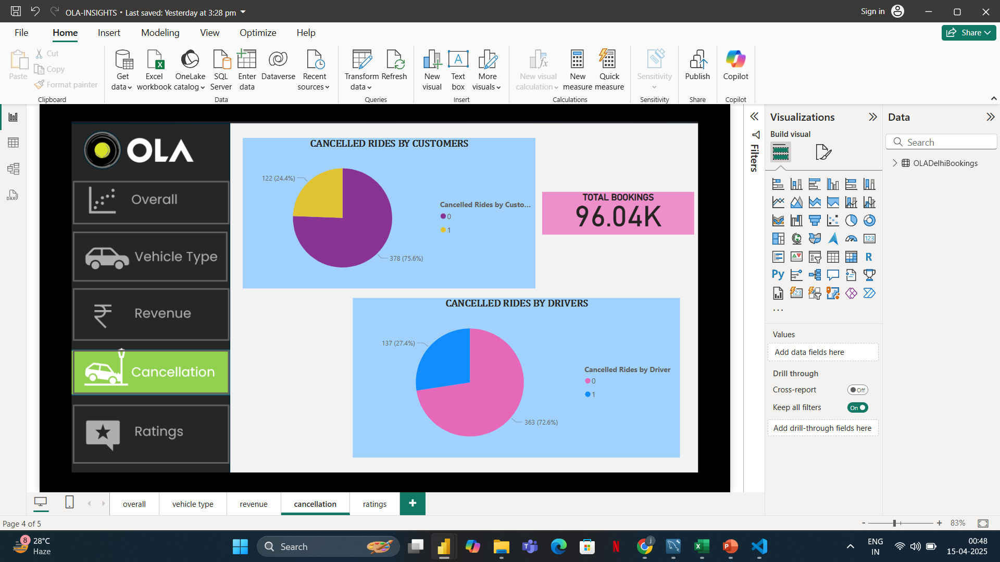 OLA-INSIGHTS • Last saved: Yesterday at 3:28 pm
Sign in
File Home Insert Modeling View Optimize Help
Share
Paste
Cut
Copy
Format painter
Clipboard
Get data
Excel workbook
OneLake catalog
SQL Server
Enter data
Dataverse
Recent sources
Data
Transform data
Refresh
Queries
New visual
Text box
More visuals
Insert
New visual calculation
New measure
Quick measure
Calculations
Sensitivity
Sensitivity
Publish
Share
Copilot
Copilot
OLA
Overall
Vehicle Type
Revenue
Cancellation
Ratings
CANCELLED RIDES BY CUSTOMERS
122 (24.4%)
378 (75.6%)
Cancelled Rides by Custo...
0
1
TOTAL BOOKINGS
96.04K
CANCELLED RIDES BY DRIVERS
137 (27.4%)
363 (72.6%)
Cancelled Rides by Driver
0
1
Filters
Visualizations
Build visual
123
R
Py
123
...
Values
Add data fields here
Drill through
Cross-report
Off
Keep all filters
On
Add drill-through fields here
Data
Search
OLADelhiBookings
DAX
overall vehicle type revenue cancellation ratings +
Page 4 of 5
- + 83%
8
28°C
Haze
Search
ENG
IN
00:48
15-04-2025